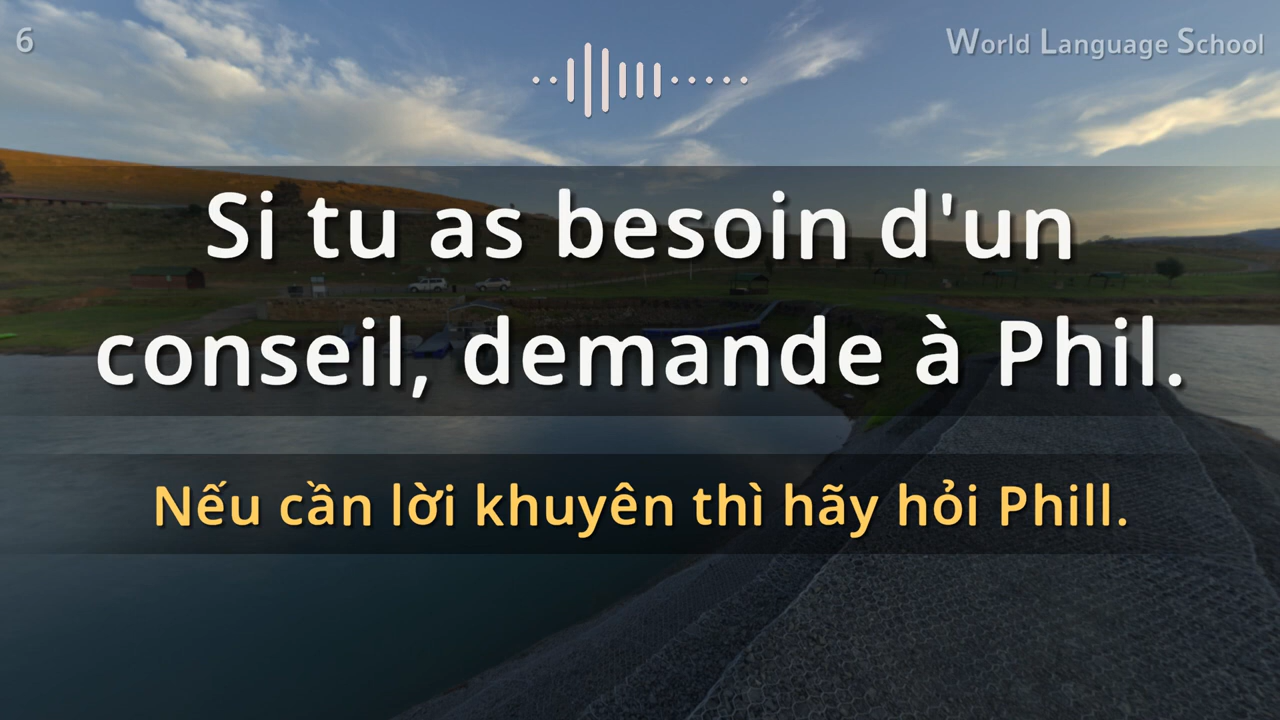 6
World Language School
Si tu as besoin d'un
conseil, demande à Phil.
Nếu cần lời khuyên thì hãy hỏi Phill.